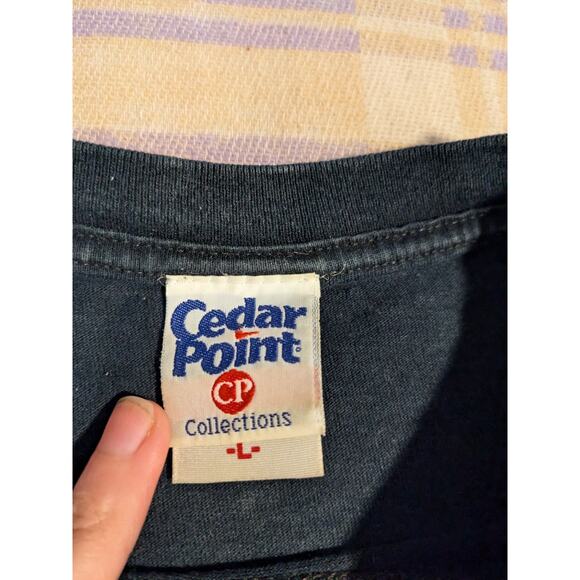 Cedar
Point
CP
Collections
-L-